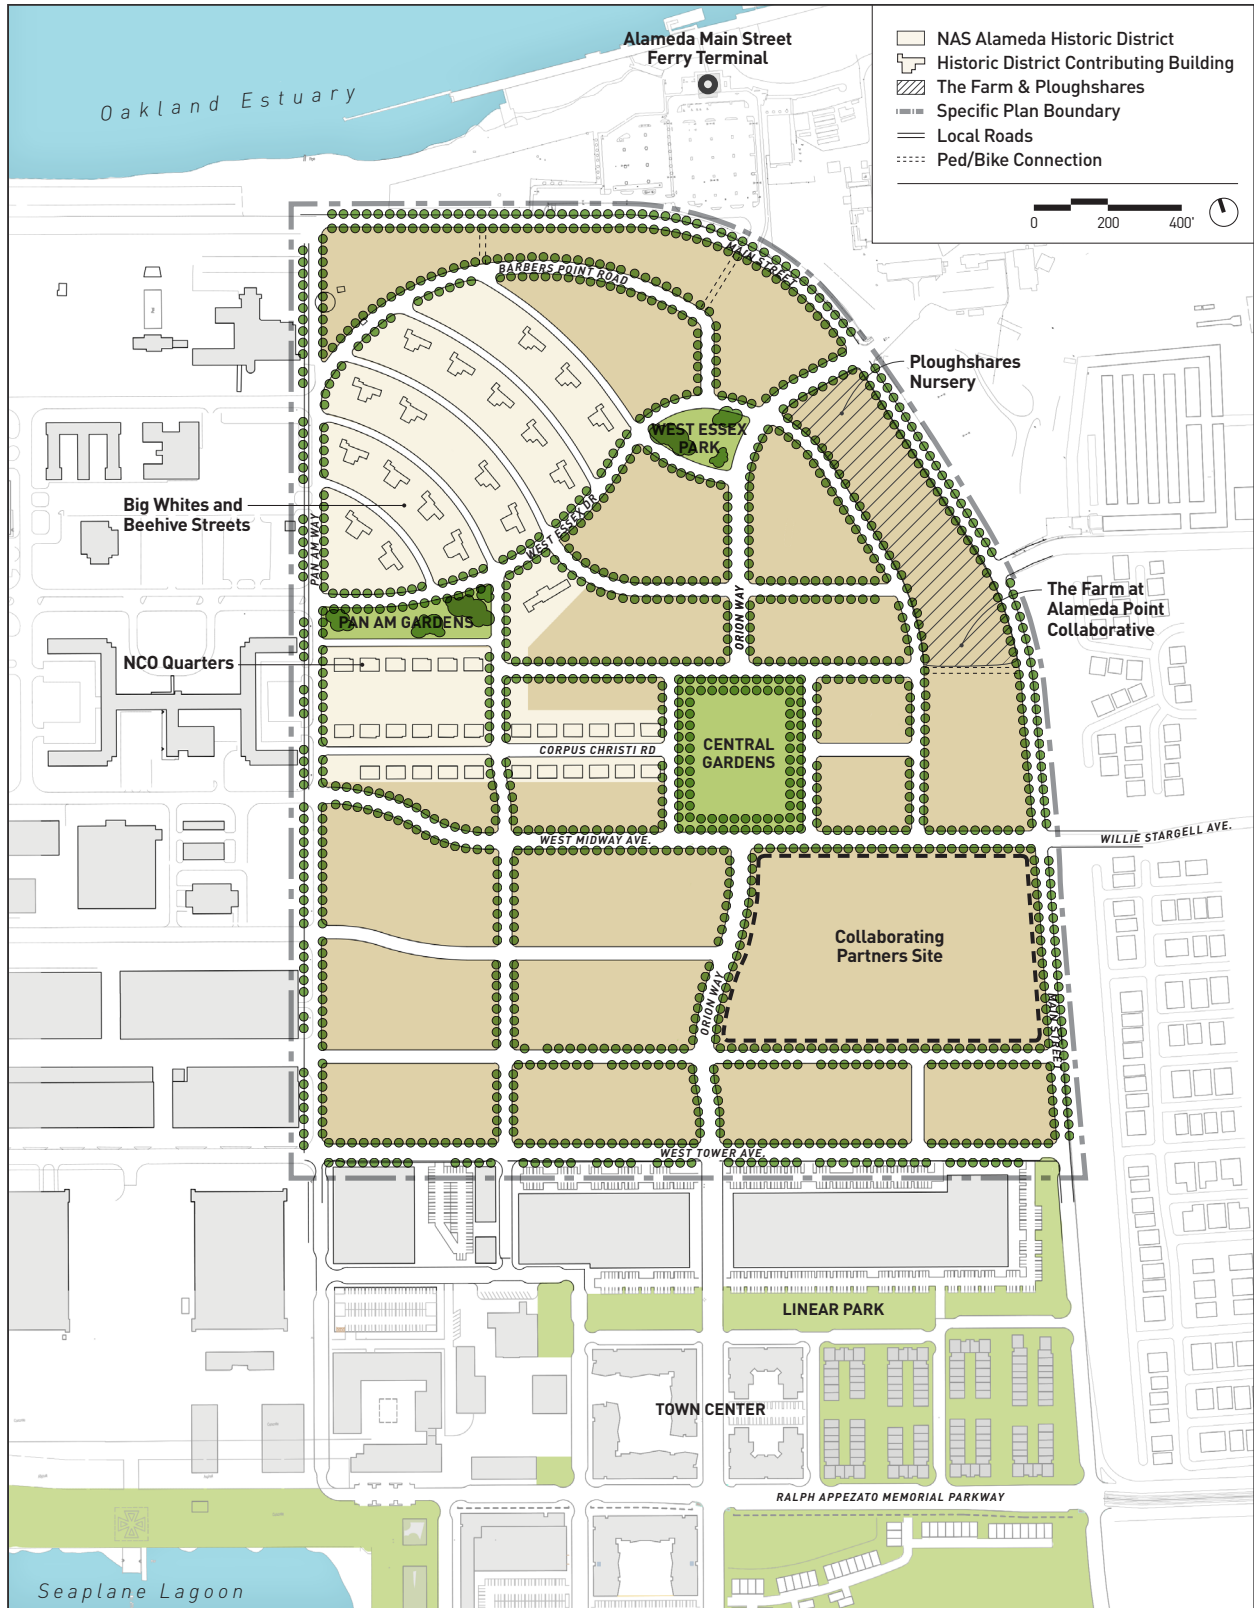 Alameda Main Street
Ferry Terminal
Oakland Estuary
NAS Alameda Historic District
Historic District Contributing Building
The Farm & Ploughshares
Specific Plan Boundary
Local Roads
Ped/Bike Connection
0 200 400'
MAIN STREET
BARBERS POINT ROAD
Ploughshares
Nursery
WEST ESSEX
PARK
Big Whites and
Beehive Streets
WEST ESSEX DR
PAN AM WAY
The Farm at
Alameda Point
Collaborative
ORION WAY
PAN AM GARDENS
NCO Quarters
CENTRAL
GARDENS
CORPUS CHRISTI RD
WEST MIDWAY AVE.
WILLIE STARGELL AVE.
Collaborating
Partners Site
ORION WAY
MAIN STREET
WEST TOWER AVE.
LINEAR PARK
TOWN CENTER
RALPH APPEZATO MEMORIAL PARKWAY
Seaplane Lagoon